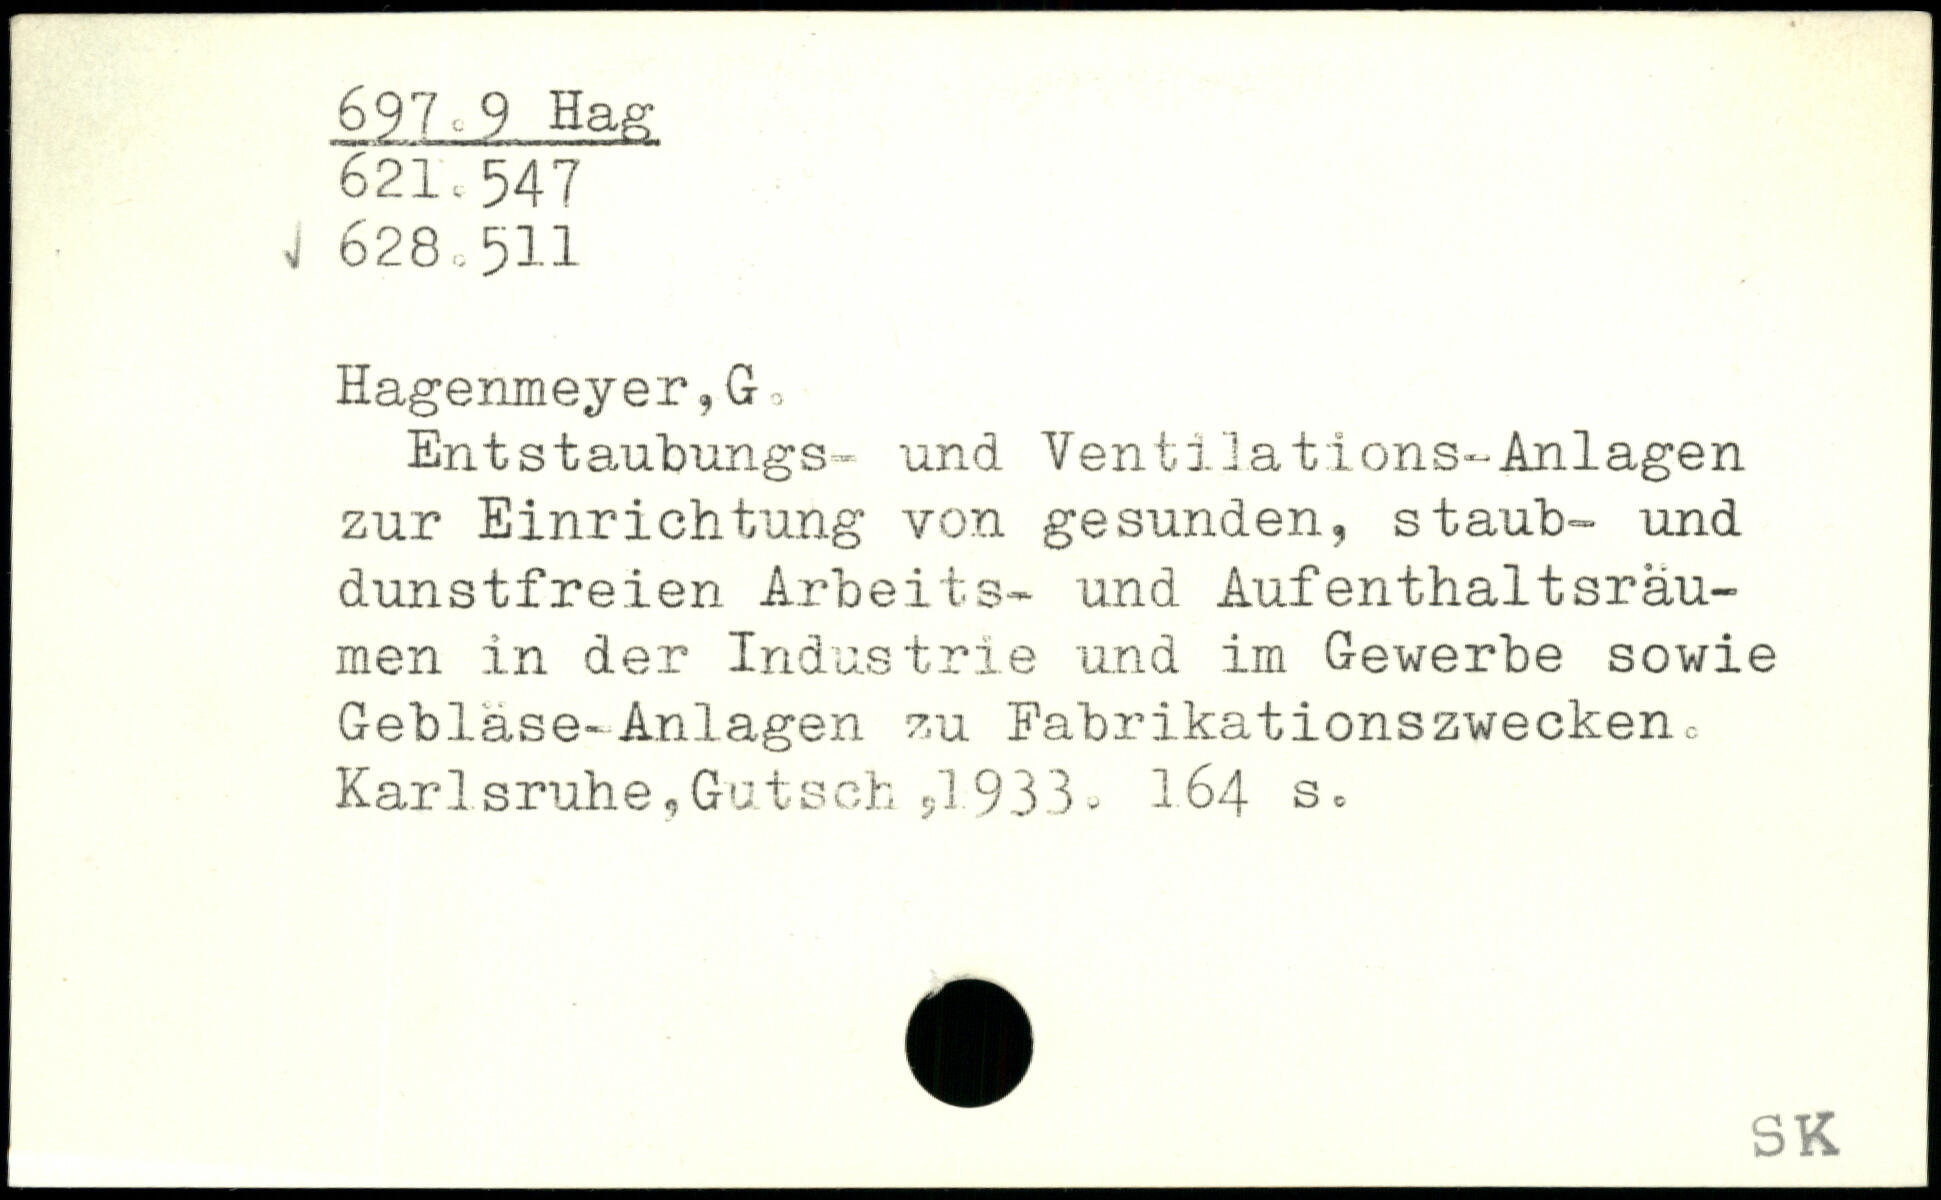 697.9 Hag
621.547
√ 628.511
Hagenmeyer,G.
Entstaubungs- und Ventilations-Anlagen
zur Einrichtung von gesunden, staub- und
dunstfreien Arbeits- und Aufenthaltsräu-
men in der Industrie und im Gewerbe sowie
Gebläse-Anlagen zu Fabrikationszwecken.
Karlsruhe,Gutsch,1933. 164 s.
SK